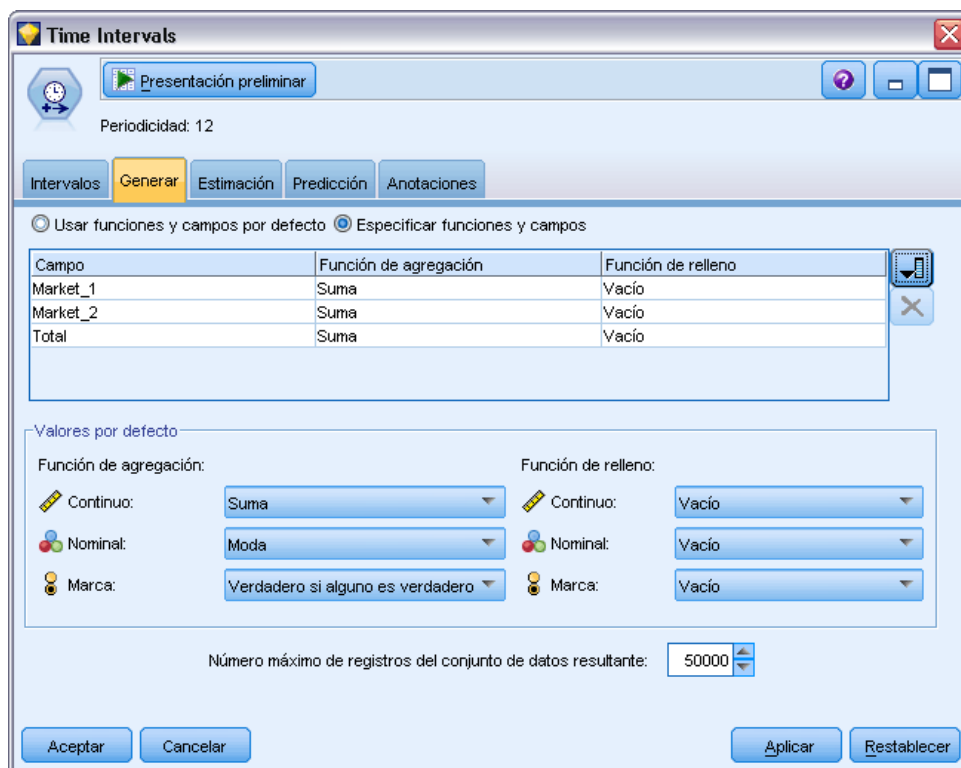 Time Intervals
Presentación preliminar
Periodicidad: 12
Intervalos Generar Estimación Predicción Anotaciones
Usar funciones y campos por defecto Especificar funciones y campos
Campo Función de agregación Función de relleno
Market_1 Suma Vacío
Market_2 Suma Vacío
Total Suma Vacío
Valores por defecto
Función de agregación: Función de relleno:
Continuo: Suma Continuo: Vacío
Nominal: Moda Nominal: Vacío
Marca: Verdadero si alguno es verdadero Marca: Vacío
Número máximo de registros del conjunto de datos resultante: 50000
Aceptar Cancelar Aplicar Restablecer